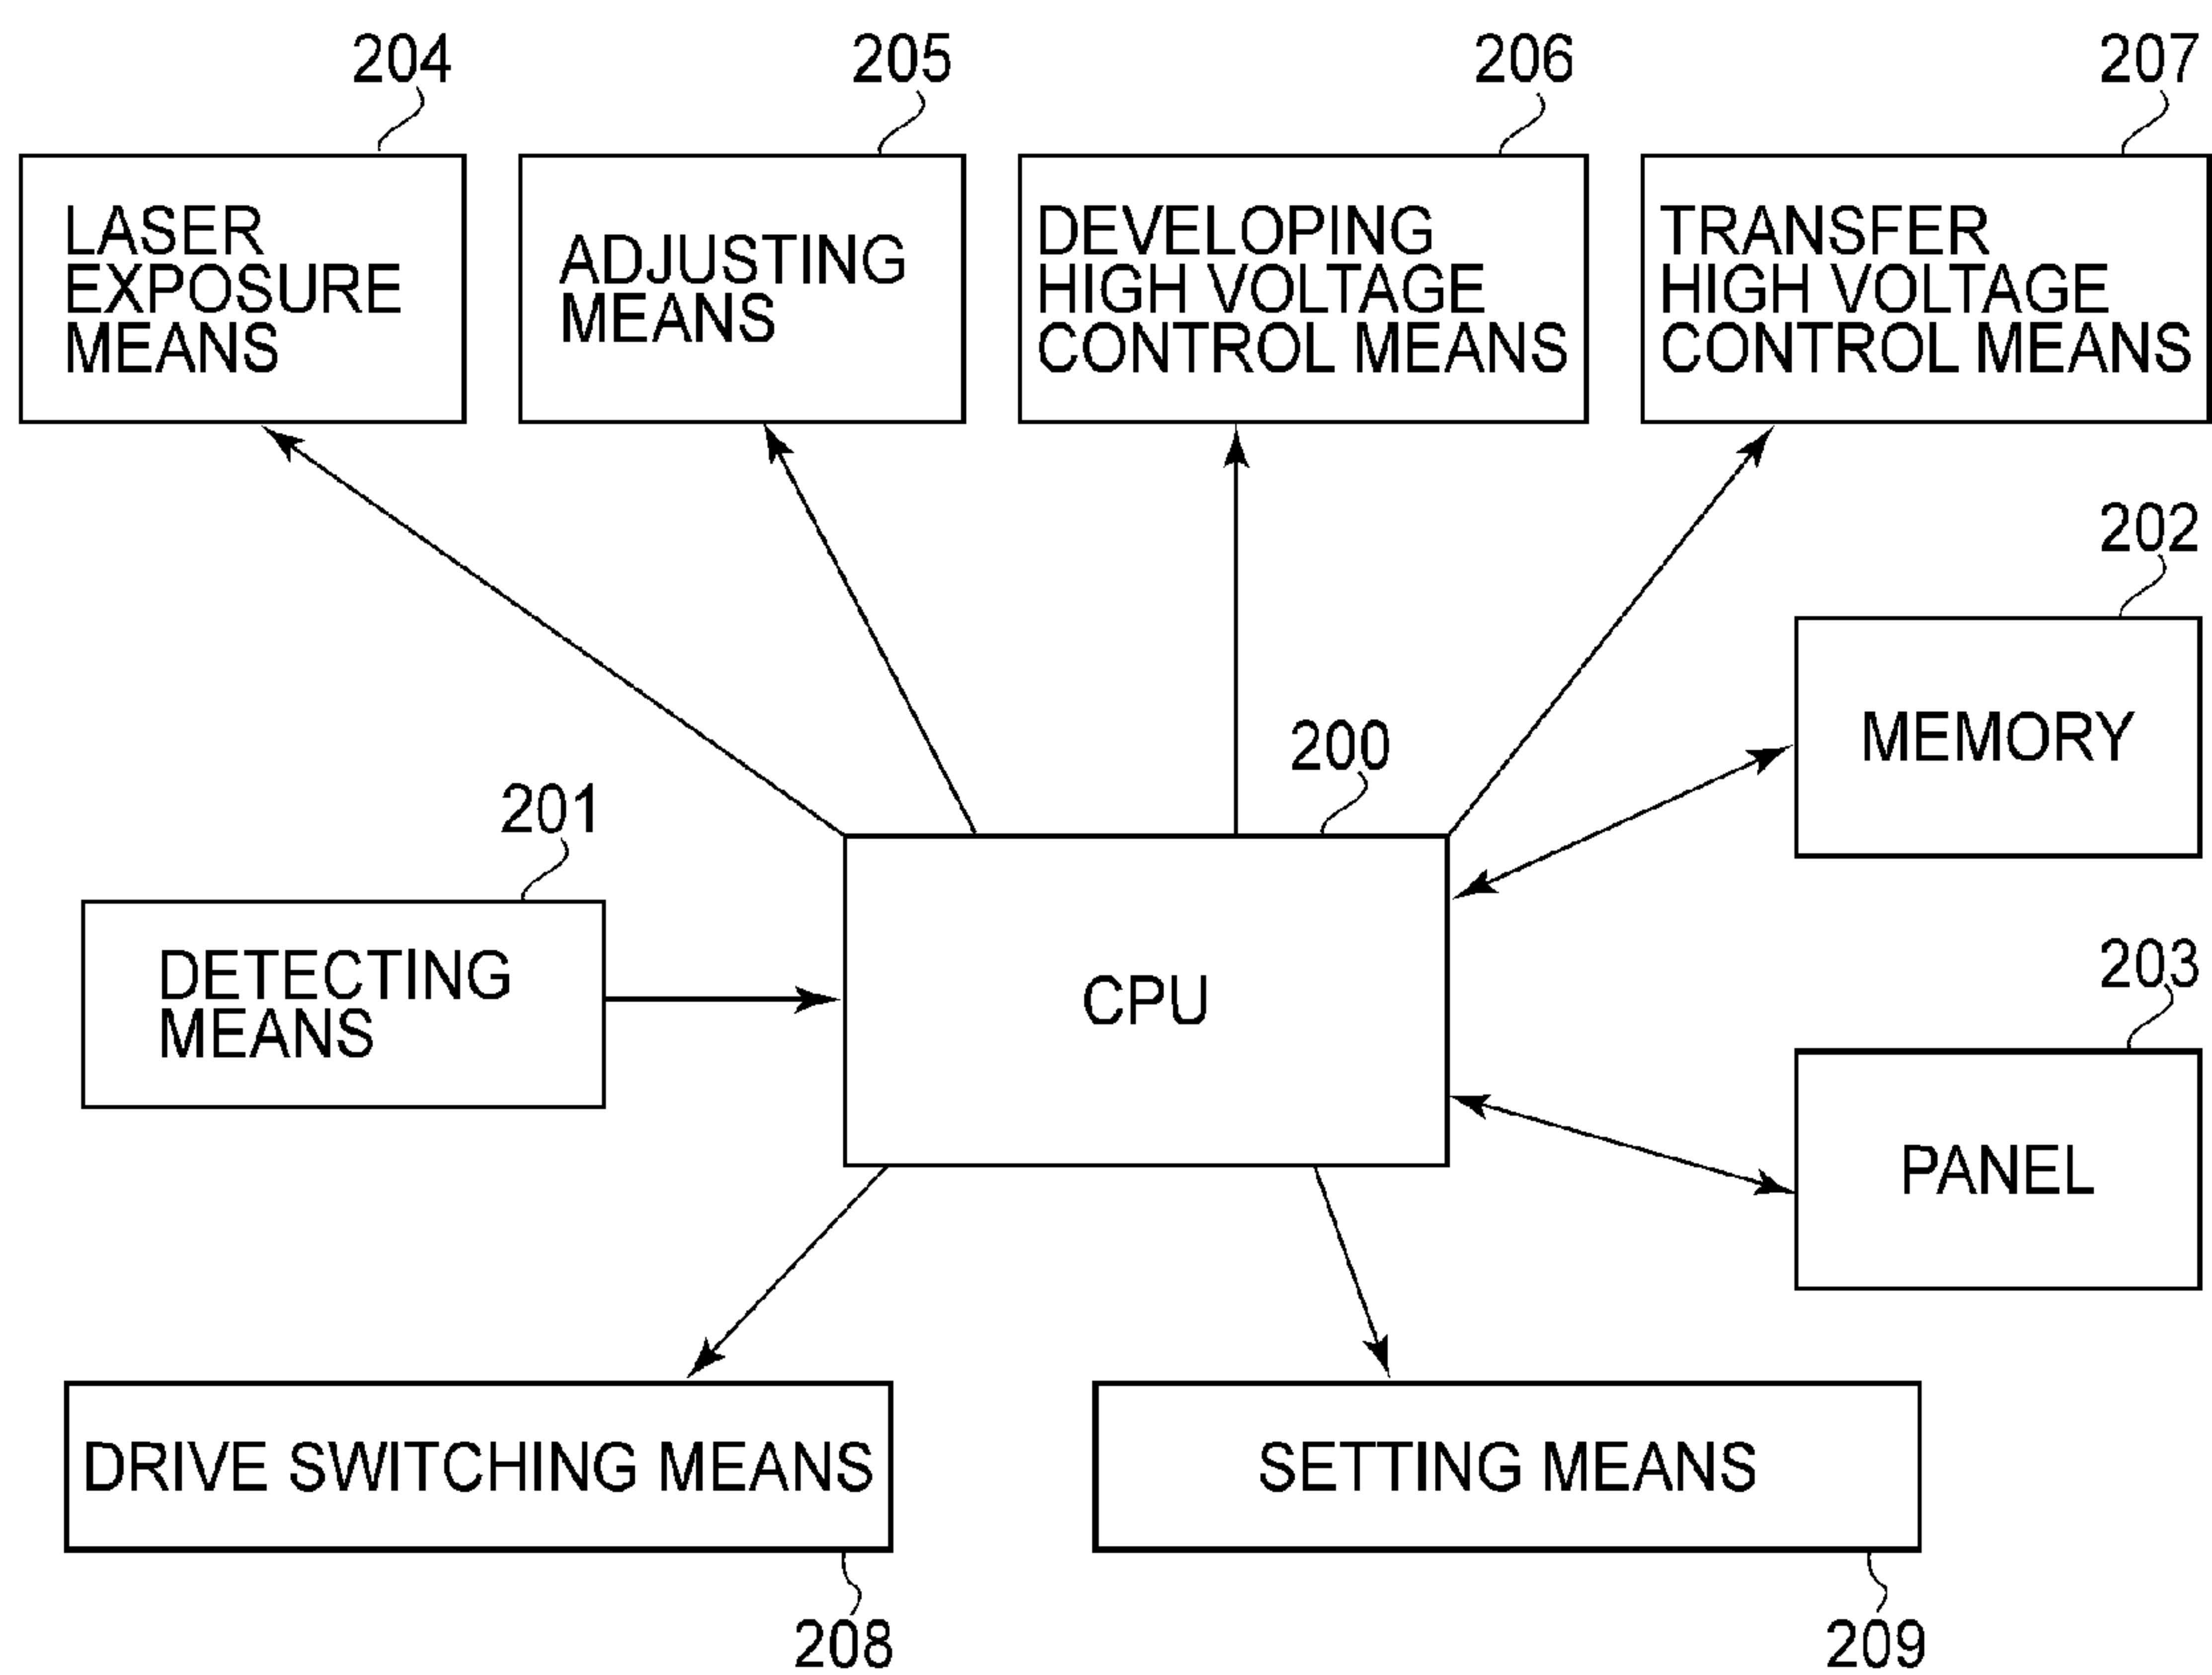 204
205
206
207
LASER
EXPOSURE
MEANS
ADJUSTING
MEANS
DEVELOPING
HIGH VOLTAGE
CONTROL MEANS
TRANSFER
HIGH VOLTAGE
CONTROL MEANS
202
MEMORY
200
201
DETECTING
MEANS
CPU
203
PANEL
DRIVE SWITCHING MEANS
SETTING MEANS
208
209